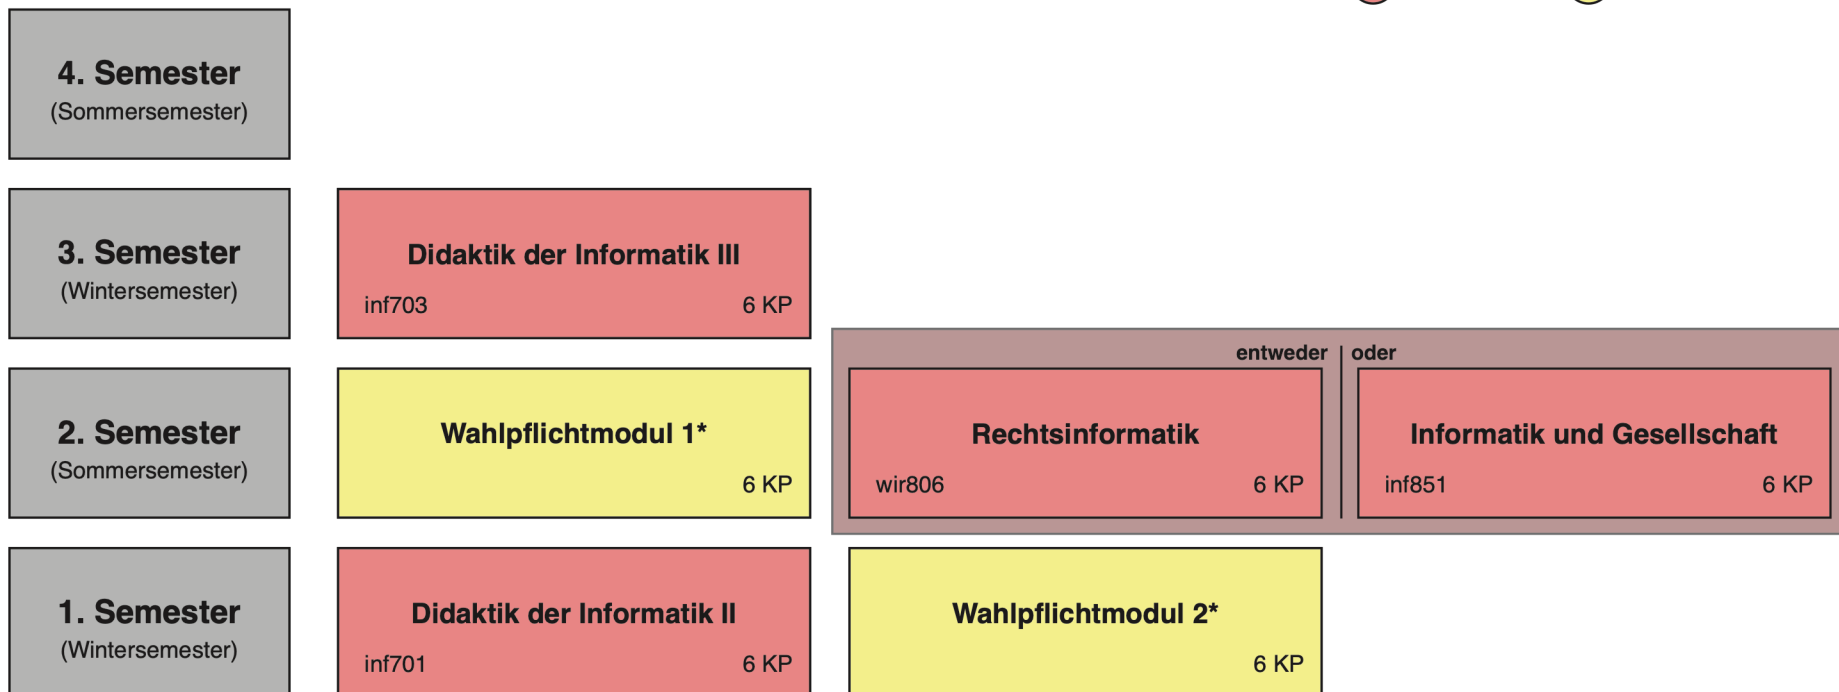 4. Semester
(Sommersemester)
3. Semester
(Wintersemester)
Didaktik der Informatik III
inf703 6 KP
2. Semester
(Sommersemester)
Wahlpflichtmodul 1*
6 KP
entweder | oder
Rechtsinformatik
wir806 6 KP
Informatik und Gesellschaft
inf851 6 KP
1. Semester
(Wintersemester)
Didaktik der Informatik II
inf701 6 KP
Wahlpflichtmodul 2*
6 KP